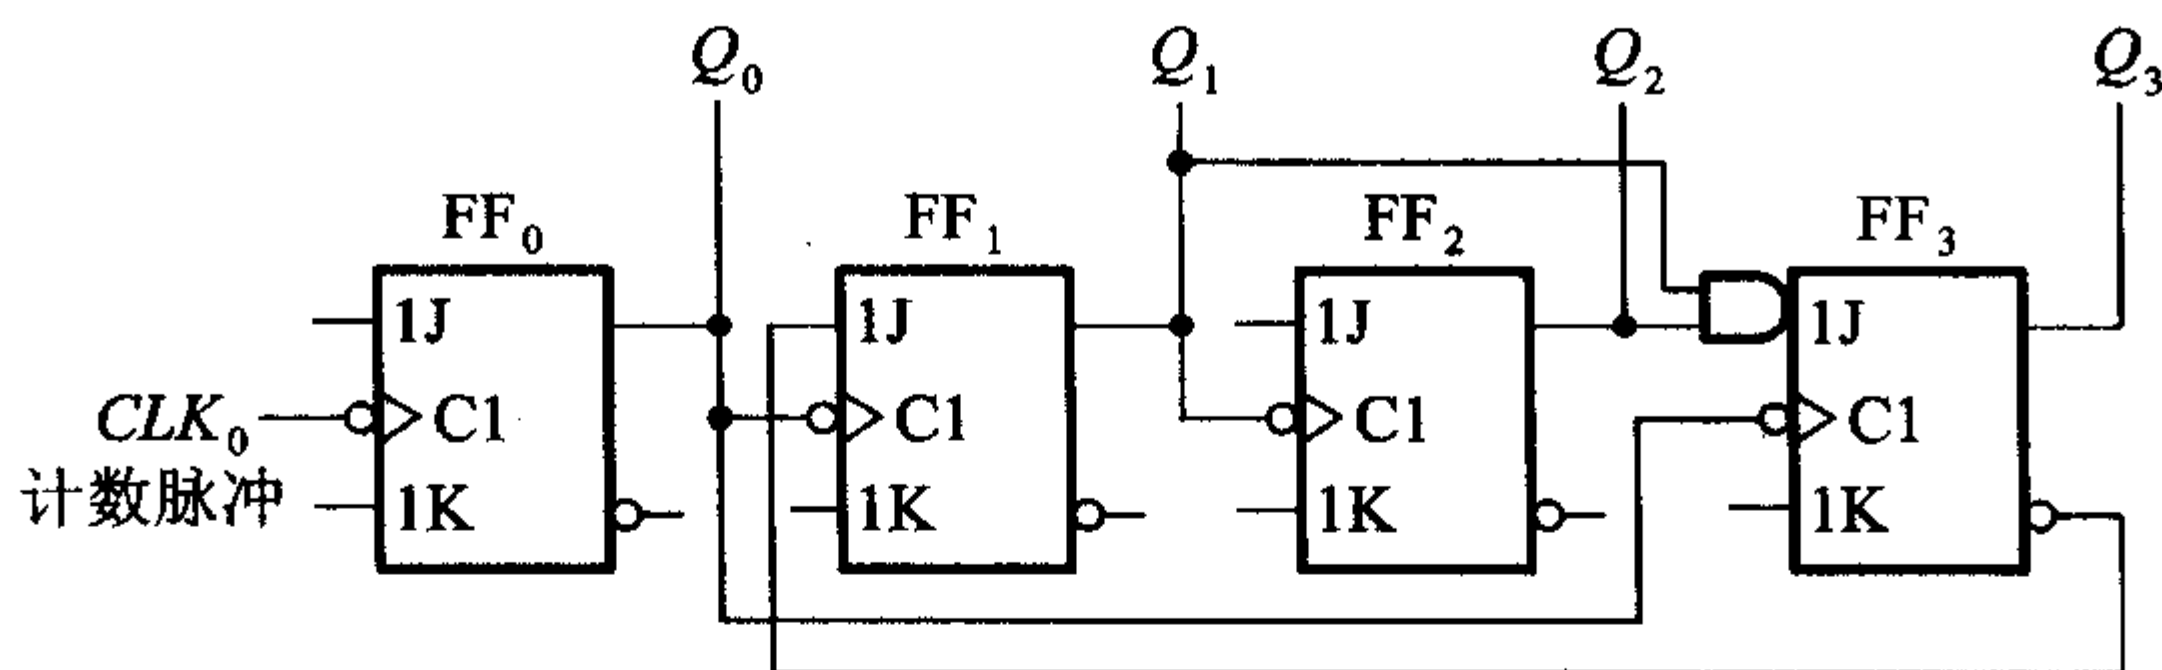 Q₀ Q₁ Q₂ Q₃
FF₀ FF₁ FF₂ FF₃
1J 1J 1J 1J
CLK₀ C1 C1 C1 C1
计数脉冲 1K 1K 1K 1K